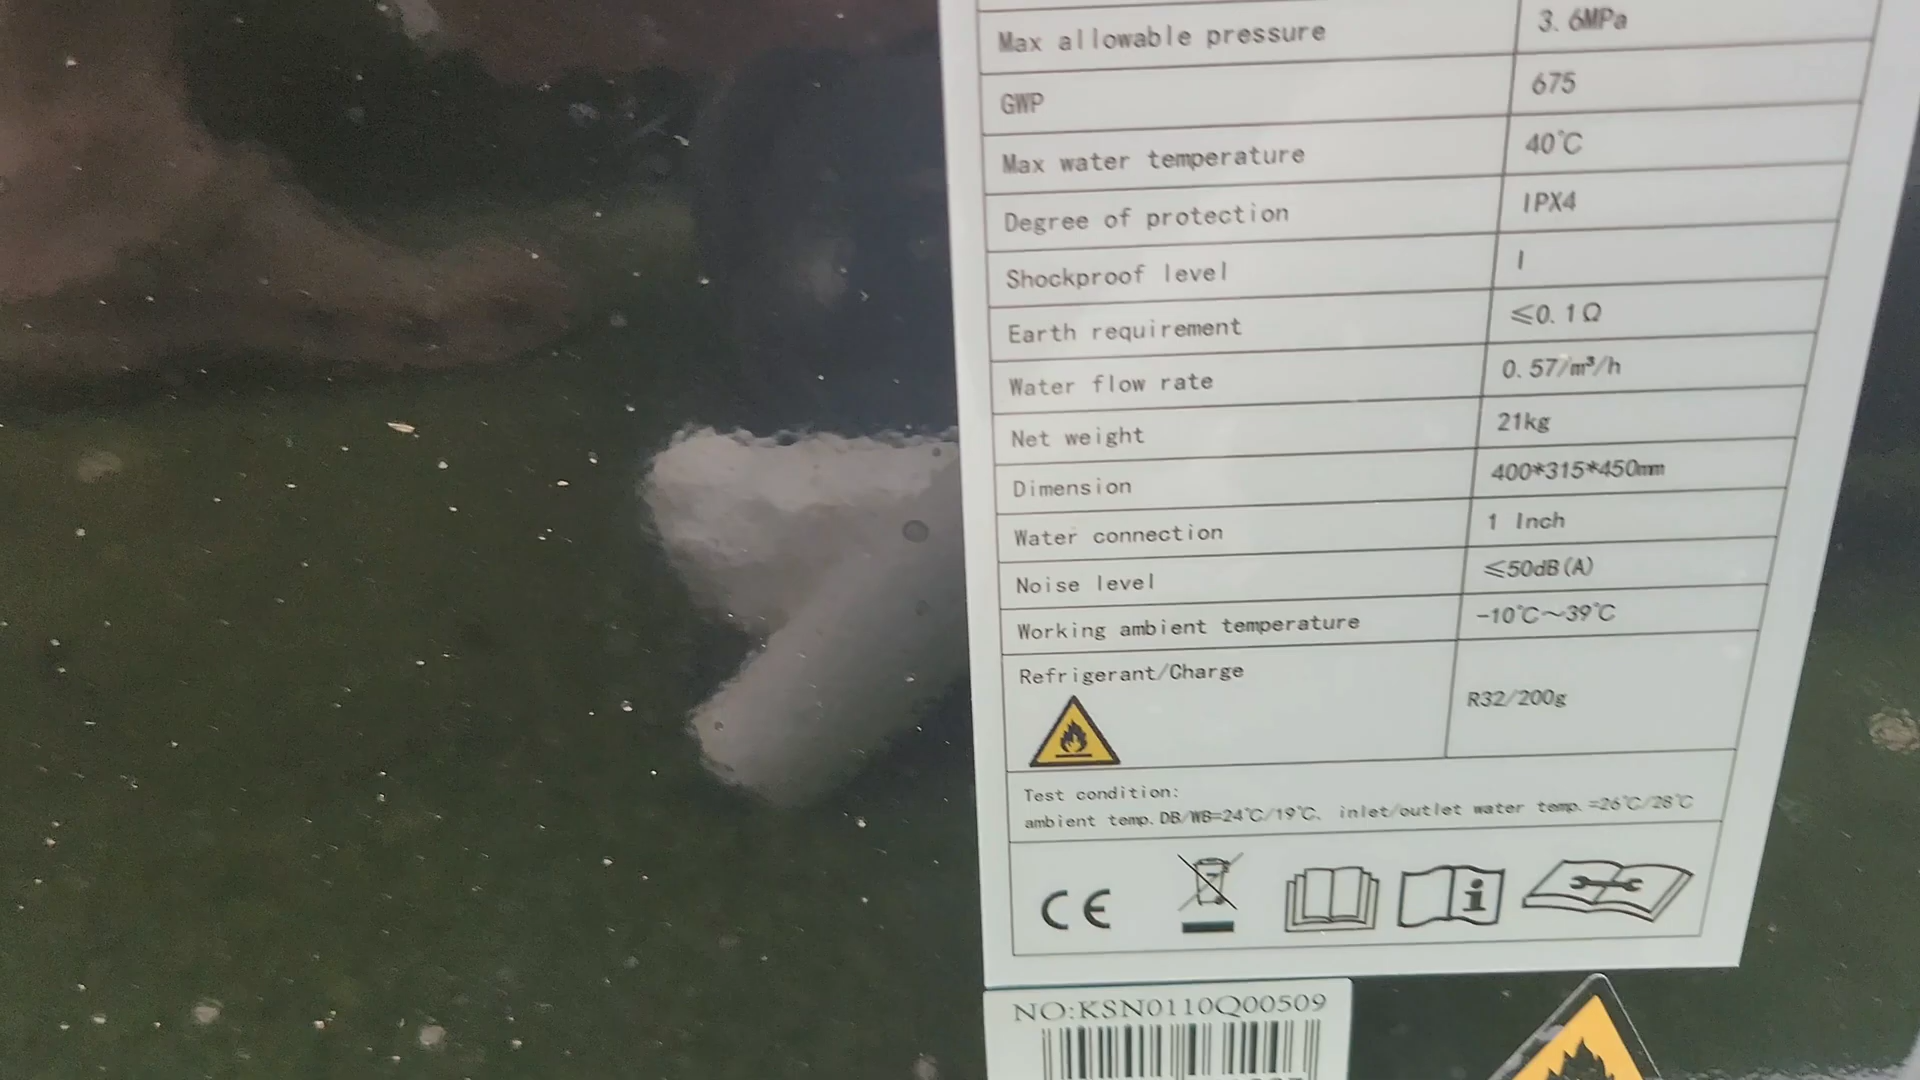 Max allowable pressure 3.6MPa
GWP 675
Max water temperature 40℃
Degree of protection IPX4
Shockproof level I
Earth requirement ≤0.1Ω
Water flow rate 0.57/m³/h
Net weight 21kg
Dimension 400*315*450mm
Water connection 1 Inch
Noise level ≤50dB(A)
Working ambient temperature -10℃~39℃
Refrigerant/Charge R32/200g
Test condition:
ambient temp. DB/WB=24℃/19℃、 inlet/outlet water temp.=26℃/28℃
CE
NO:KSN0110Q00509